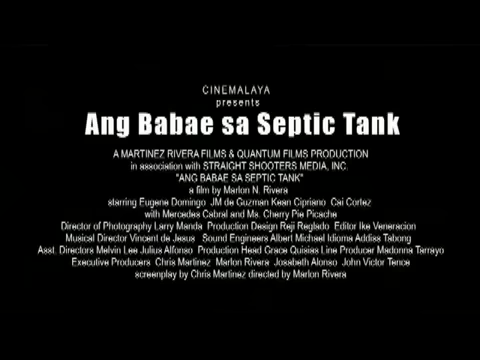 CINEMALAYA
presents
Ang Babae sa Septic Tank
A MARTINEZ RIVERA FILMS & QUANTUM FILMS PRODUCTION
in association with STRAIGHT SHOOTERS MEDIA, INC.
"ANG BABAE SA SEPTIC TANK"
a film by Marlon N. Rivera
starring Eugene Domingo JM de Guzman Kean Cipriano Cai Cortez
with Mercedes Cabral and Ms. Cherry Pie Picache
Director of Photography Larry Manda Production Design Reji Reglado Editor Ike Veneracion
Musical Director Vincent de Jesus Sound Engineers Albert Michael Idioma Addiss Tabong
Asst. Directors Melvin Lee Julius Alfonso Production Head Grace Quisias Line Producer Madonna Tarrayo
Executive Producers Chris Martinez Marlon Rivera Josabeth Alonso John Victor Tence
screenplay by Chris Martinez directed by Marlon Rivera